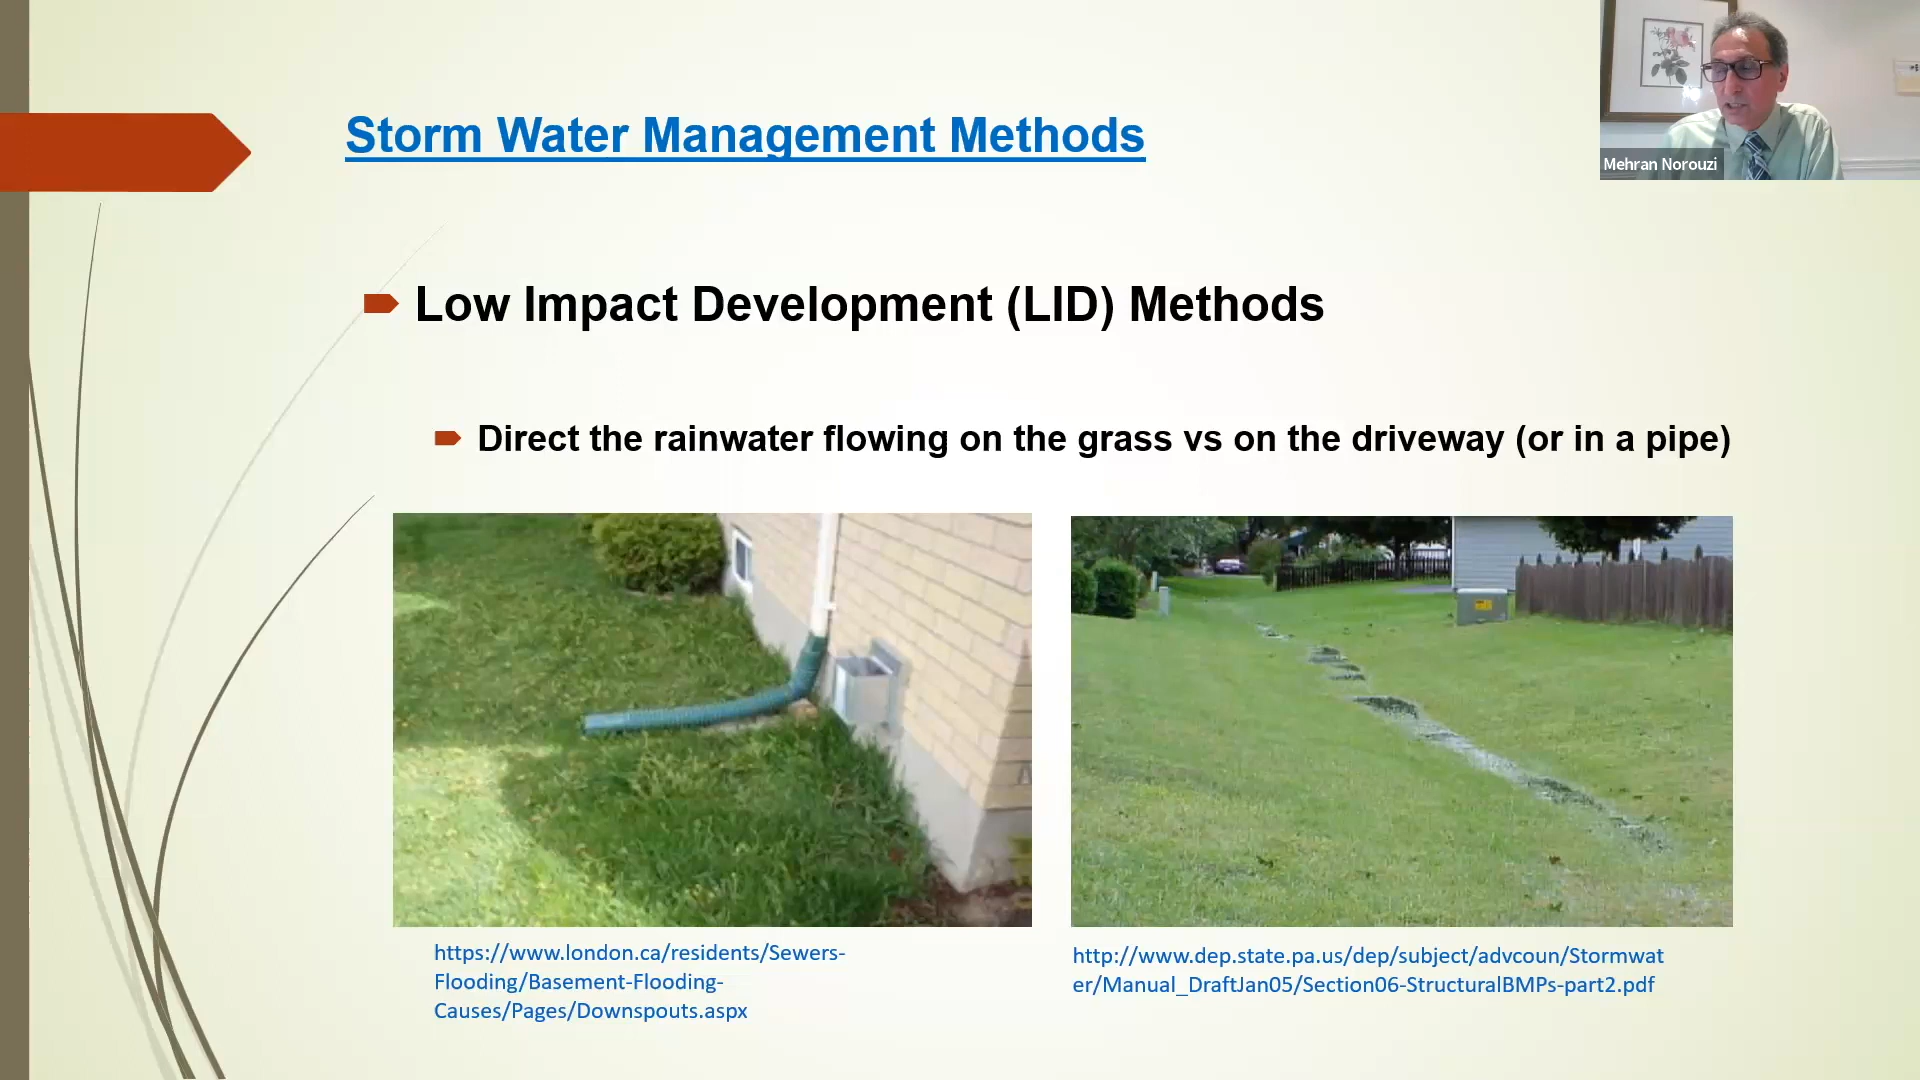 Storm Water Management Methods
Mehran Norouzi
Low Impact Development (LID) Methods
Direct the rainwater flowing on the grass vs on the driveway (or in a pipe)
https://www.london.ca/residents/Sewers-
Flooding/Basement-Flooding-
Causes/Pages/Downspouts.aspx
http://www.dep.state.pa.us/dep/subject/advcoun/Stormwat
er/Manual_DraftJan05/Section06-StructuralBMPs-part2.pdf